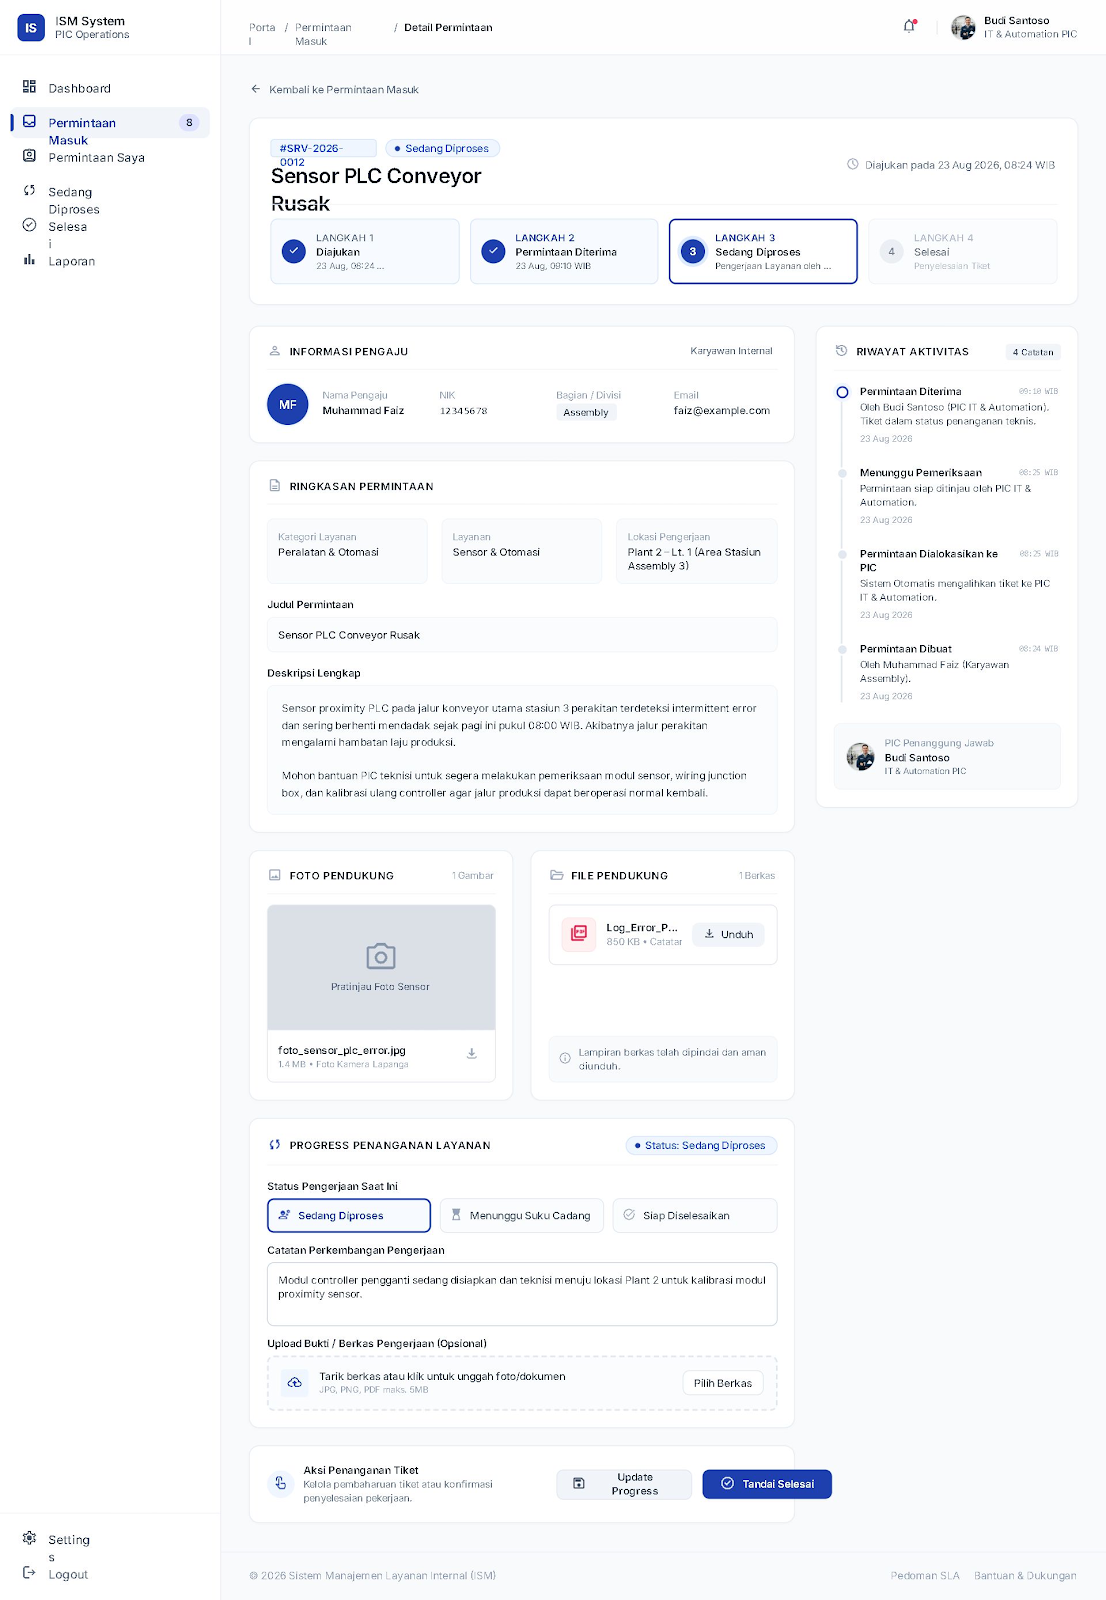 IS
ISM System
PIC Operations
Dashboard
Permintaan
Masuk
8
Permintaan Saya
Sedang
Diproses
Selesa
i
Laporan
Setting
s
Logout
Porta
l
/
Permintaan
Masuk
/
Detail Permintaan
Budi Santoso
IT & Automation PIC
Kembali ke Permintaan Masuk
#SRV-2026-
0012
Sedang Diproses
Sensor PLC Conveyor
Rusak
Diajukan pada 23 Aug 2026, 08:24 WIB
LANGKAH 1
Diajukan
23 Aug, 08:24 ...
LANGKAH 2
Permintaan Diterima
23 Aug, 09:10 WIB
3
LANGKAH 3
Sedang Diproses
Pengerjaan Layanan oleh ...
4
LANGKAH 4
Selesai
Penyelesaian Tiket
INFORMASI PENGAJU
Karyawan Internal
MF
Nama Pengaju
Muhammad Faiz
NIK
12345678
Bagian / Divisi
Assembly
Email
faiz@example.com
RINGKASAN PERMINTAAN
Kategori Layanan
Peralatan & Otomasi
Layanan
Sensor & Otomasi
Lokasi Pengerjaan
Plant 2 – Lt. 1 (Area Stasiun
Assembly 3)
Judul Permintaan
Sensor PLC Conveyor Rusak
Deskripsi Lengkap
Sensor proximity PLC pada jalur konveyor utama stasiun 3 perakitan terdeteksi intermittent error
dan sering berhenti mendadak sejak pagi ini pukul 08:00 WIB. Akibatnya jalur perakitan
mengalami hambatan laju produksi.
Mohon bantuan PIC teknisi untuk segera melakukan pemeriksaan modul sensor, wiring junction
box, dan kalibrasi ulang controller agar jalur produksi dapat beroperasi normal kembali.
FOTO PENDUKUNG
1 Gambar
Pratinjau Foto Sensor
foto_sensor_plc_error.jpg
1.4 MB • Foto Kamera Lapanga
FILE PENDUKUNG
1 Berkas
PDF
Log_Error_P...
850 KB • Catatar
Unduh
Lampiran berkas telah dipindai dan aman
diunduh.
PROGRESS PENANGANAN LAYANAN
Status: Sedang Diproses
Status Pengerjaan Saat Ini
Sedang Diproses
Menunggu Suku Cadang
Siap Diselesaikan
Catatan Perkembangan Pengerjaan
Modul controller pengganti sedang disiapkan dan teknisi menuju lokasi Plant 2 untuk kalibrasi modul
proximity sensor.
Upload Bukti / Berkas Pengerjaan (Opsional)
Tarik berkas atau klik untuk unggah foto/dokumen
JPG, PNG, PDF maks. 5MB
Pilih Berkas
Aksi Penanganan Tiket
Kelola pembaharuan tiket atau konfirmasi
penyelesaian pekerjaan.
Update
Progress
Tandai Selesai
RIWAYAT AKTIVITAS
4 Catatan
Permintaan Diterima
09:10 WIB
Oleh Budi Santoso (PIC IT & Automation).
Tiket dalam status penanganan teknis.
23 Aug 2026
Menunggu Pemeriksaan
08:25 WIB
Permintaan siap ditinjau oleh PIC IT &
Automation.
23 Aug 2026
Permintaan Dialokasikan ke
PIC
08:25 WIB
Sistem Otomatis mengalihkan tiket ke PIC
IT & Automation.
23 Aug 2026
Permintaan Dibuat
08:24 WIB
Oleh Muhammad Faiz (Karyawan
Assembly).
23 Aug 2026
PIC Penanggung Jawab
Budi Santoso
IT & Automation PIC
© 2026 Sistem Manajemen Layanan Internal (ISM)
Pedoman SLA
Bantuan & Dukungan